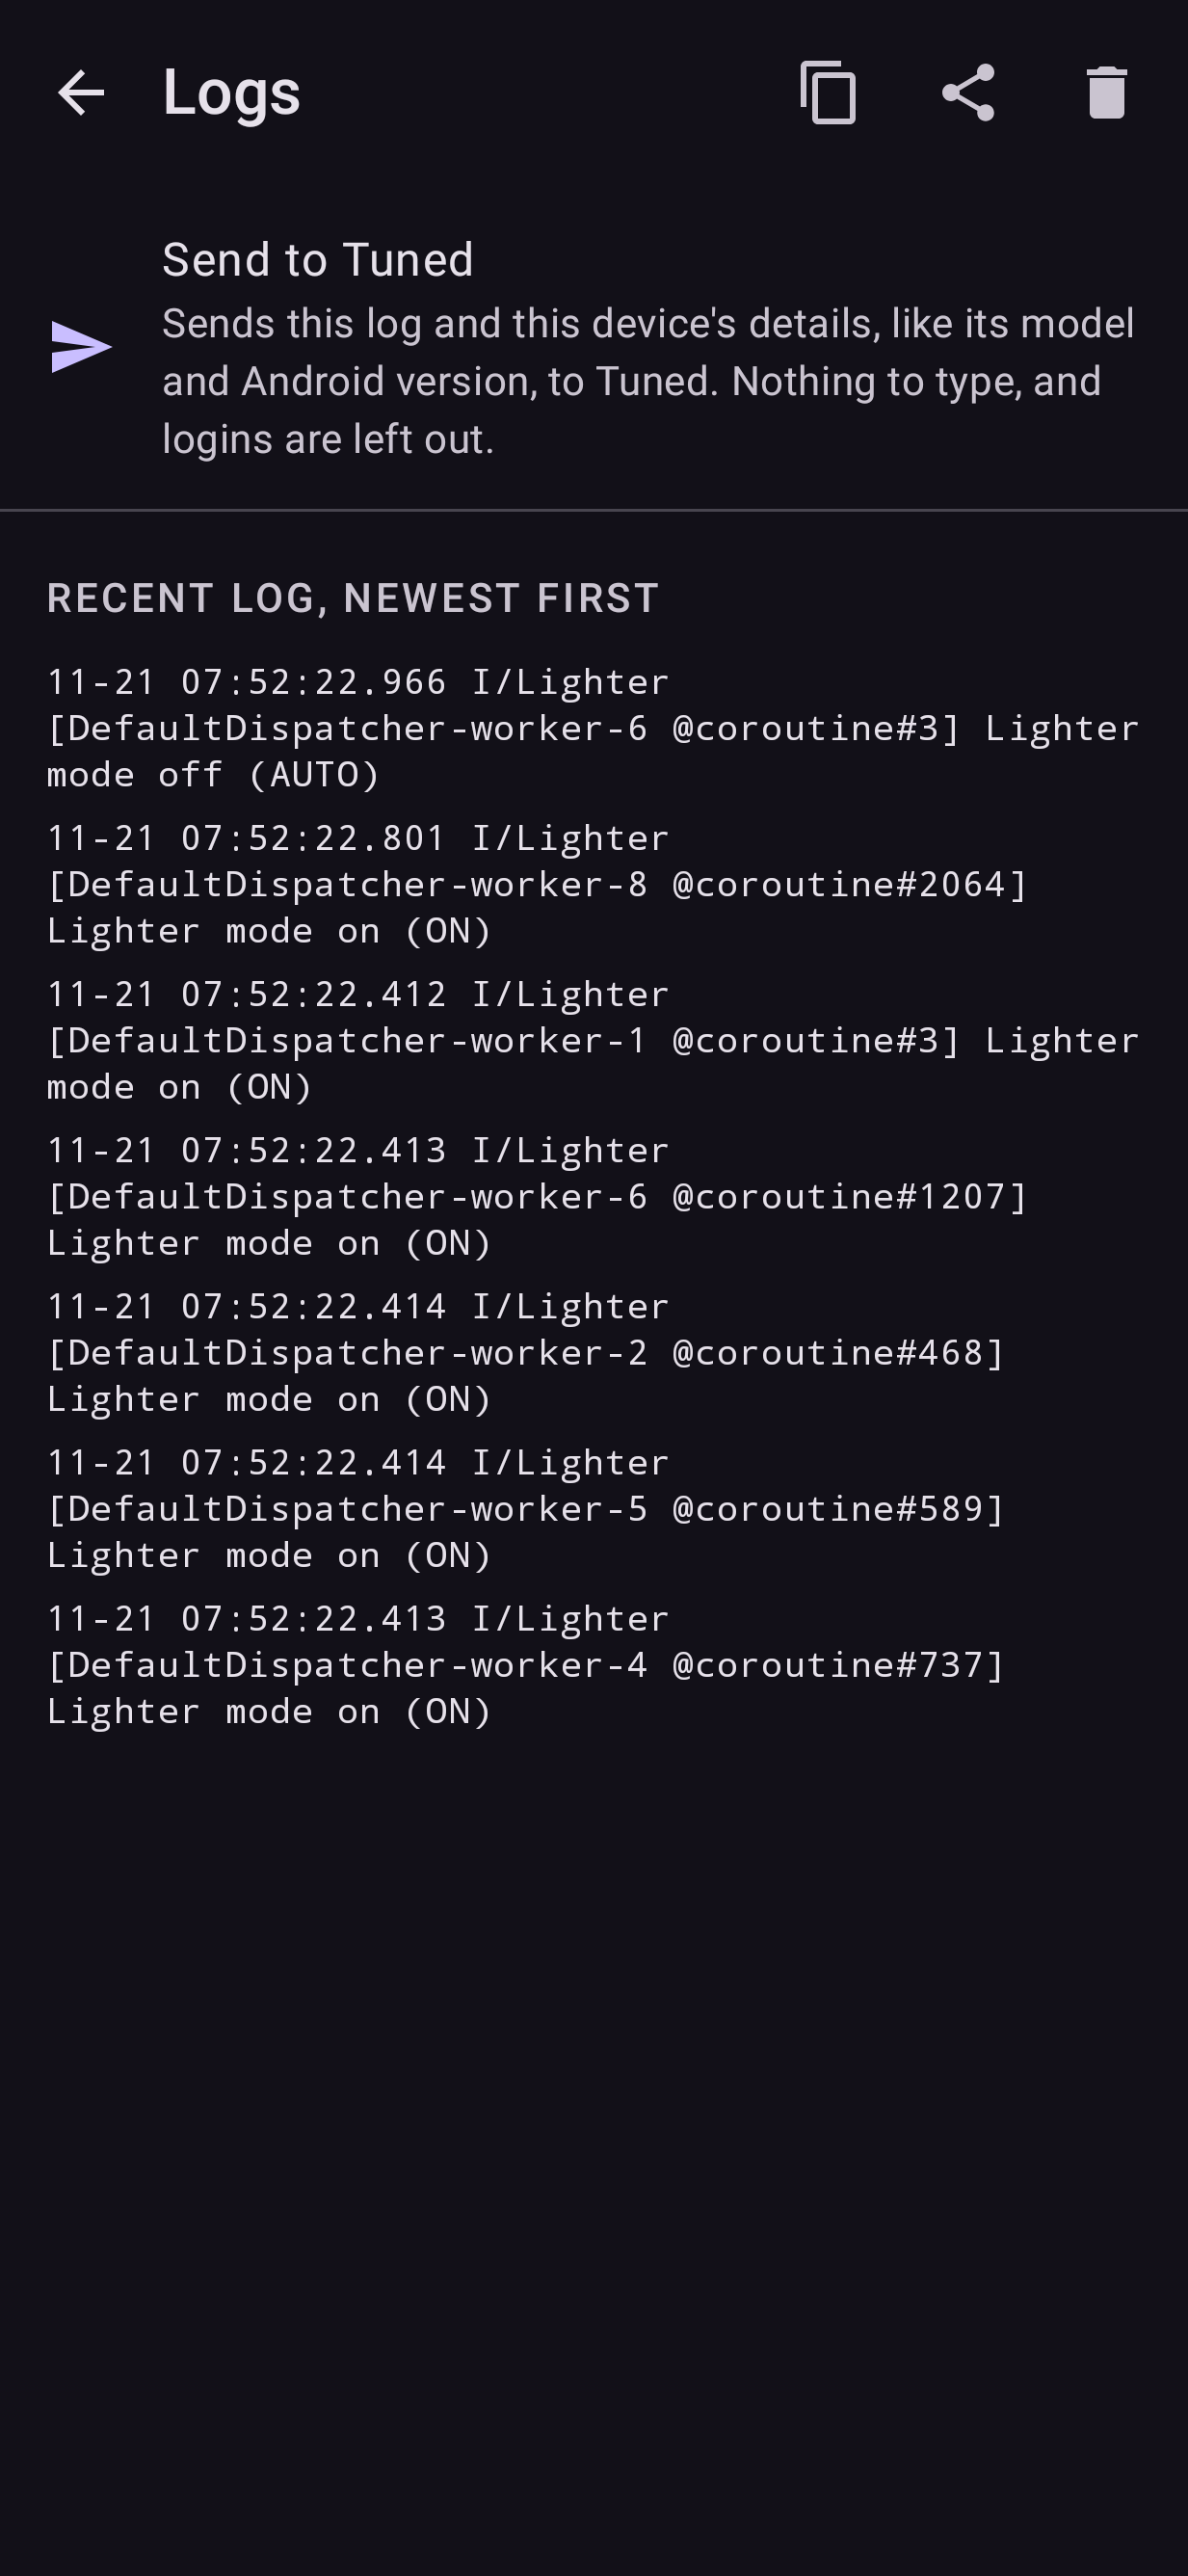 Logs
Send to Tuned
Sends this log and this device's details, like its model
and Android version, to Tuned. Nothing to type, and
logins are left out.
RECENT LOG, NEWEST FIRST
11-21 07:52:22.966 I/Lighter
[DefaultDispatcher-worker-6 @coroutine#3] Lighter
mode off (AUTO)
11-21 07:52:22.801 I/Lighter
[DefaultDispatcher-worker-8 @coroutine#2064]
Lighter mode on (ON)
11-21 07:52:22.412 I/Lighter
[DefaultDispatcher-worker-1 @coroutine#3] Lighter
mode on (ON)
11-21 07:52:22.413 I/Lighter
[DefaultDispatcher-worker-6 @coroutine#1207]
Lighter mode on (ON)
11-21 07:52:22.414 I/Lighter
[DefaultDispatcher-worker-2 @coroutine#468]
Lighter mode on (ON)
11-21 07:52:22.414 I/Lighter
[DefaultDispatcher-worker-5 @coroutine#589]
Lighter mode on (ON)
11-21 07:52:22.413 I/Lighter
[DefaultDispatcher-worker-4 @coroutine#737]
Lighter mode on (ON)